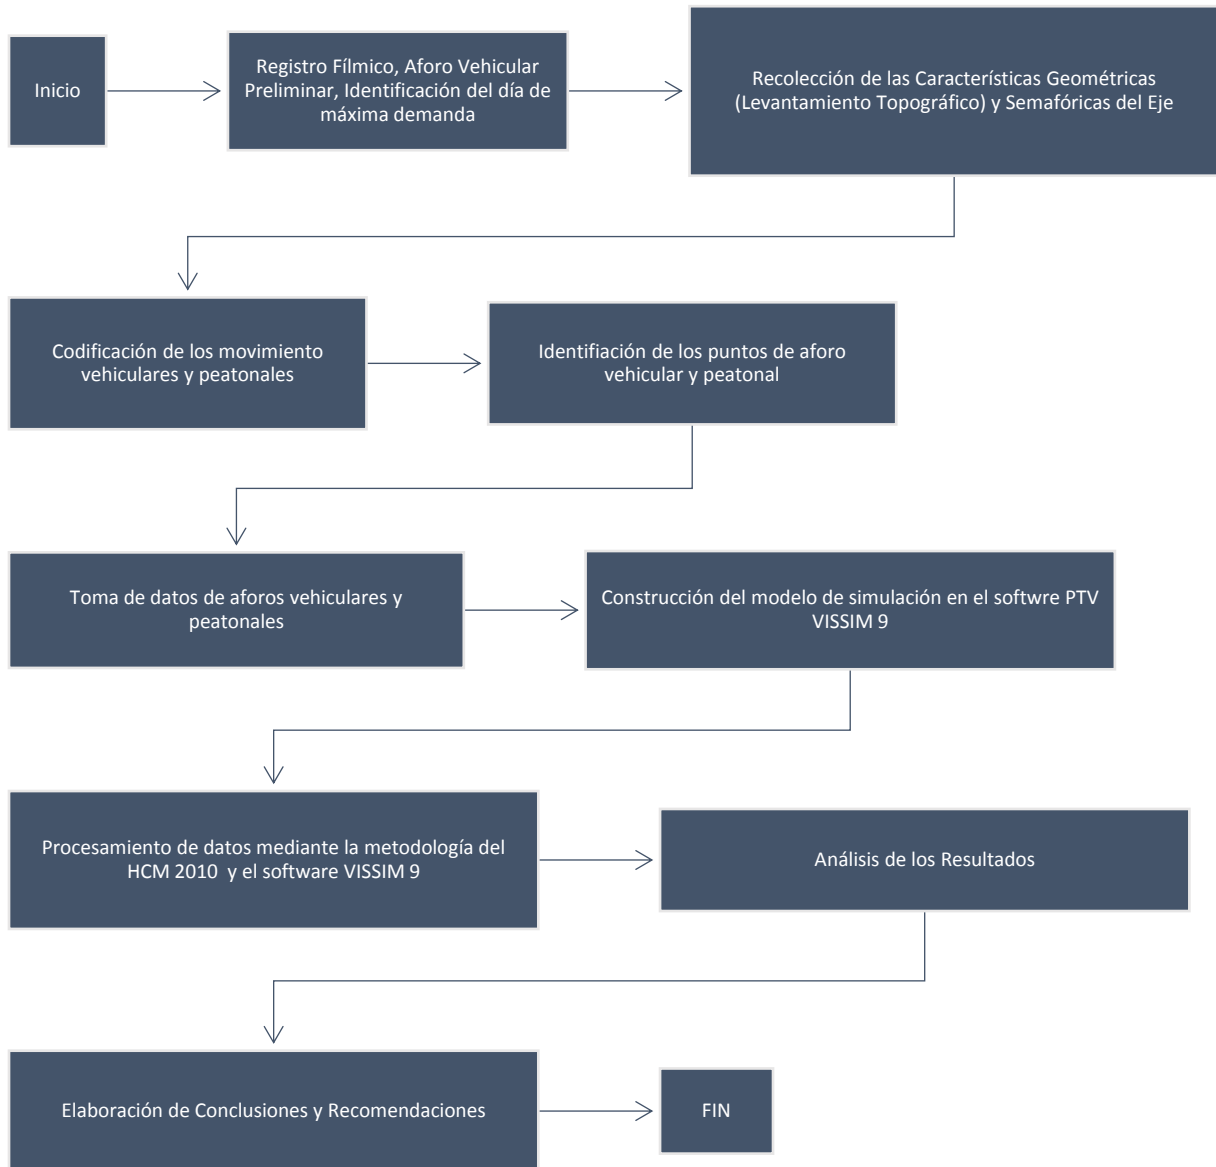 Inicio
Registro Fílmico, Aforo Vehicular
Preliminar, Identificación del día de
máxima demanda
Recolección de las Característicás Geométricas
(Levantamiento Topográfico) y Semafóricas del Eje
Codificación de los movimiento
vehiculares y peatonales
Identifiación de los puntos de aforo
vehicular y peatonal
Toma de datos de aforos vehiculares y
peatonales
Construcción del modelo de simulación en el softwre PTV
VISSIM 9
Procesamiento de datos mediante la metodología del
HCM 2010 y el software VISSIM 9
Análisis de los Resultados
Elaboración de Conclusiones y Recomendaciones
FIN